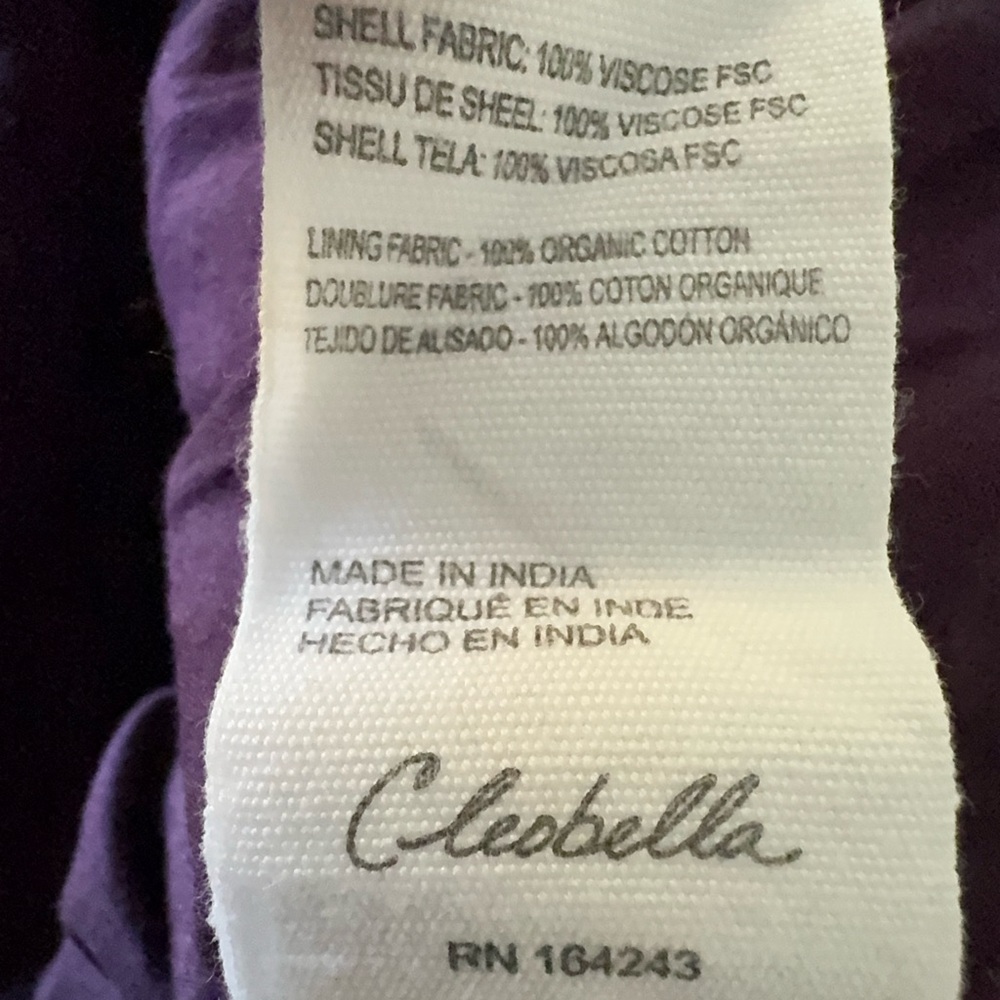 SHELL FABRIC: 100% VISCOSE FSC
TISSU DE SHEEL: 100% VISCOSE FSC
SHELL TELA: 100% VISCOSA FSC
LINING FABRIC - 100% ORGANIC COTTON
DOUBLURE FABRIC - 100% COTON ORGANIQUE
TEJIDO DE ALISADO - 100% ALGODÓN ORGÁNICO
MADE IN INDIA
FABRIQUÉ EN INDE
HECHO EN INDIA
Cleobella
RN 164243